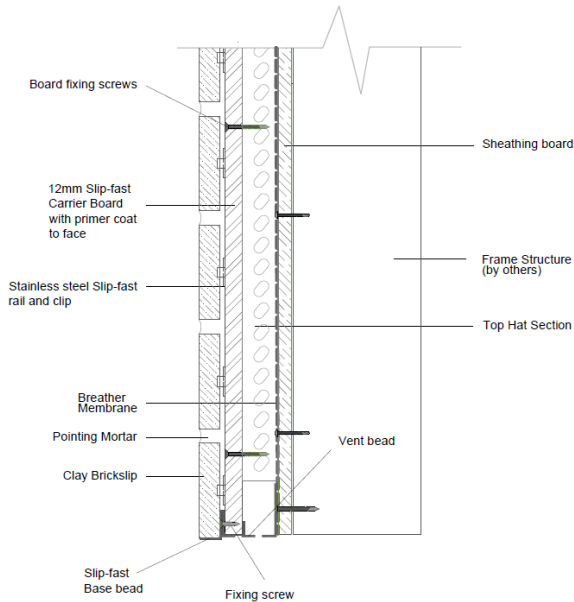 Board fixing screws
Sheathing board
12mm Slip-fast
Carrier Board
with primer coat
to face
Frame Structure
(by others)
Stainless steel Slip-fast
rail and clip
Top Hat Section
Breather
Membrane
Pointing Mortar
Vent bead
Clay Brickslip
Slip-fast
Base bead
Fixing screw